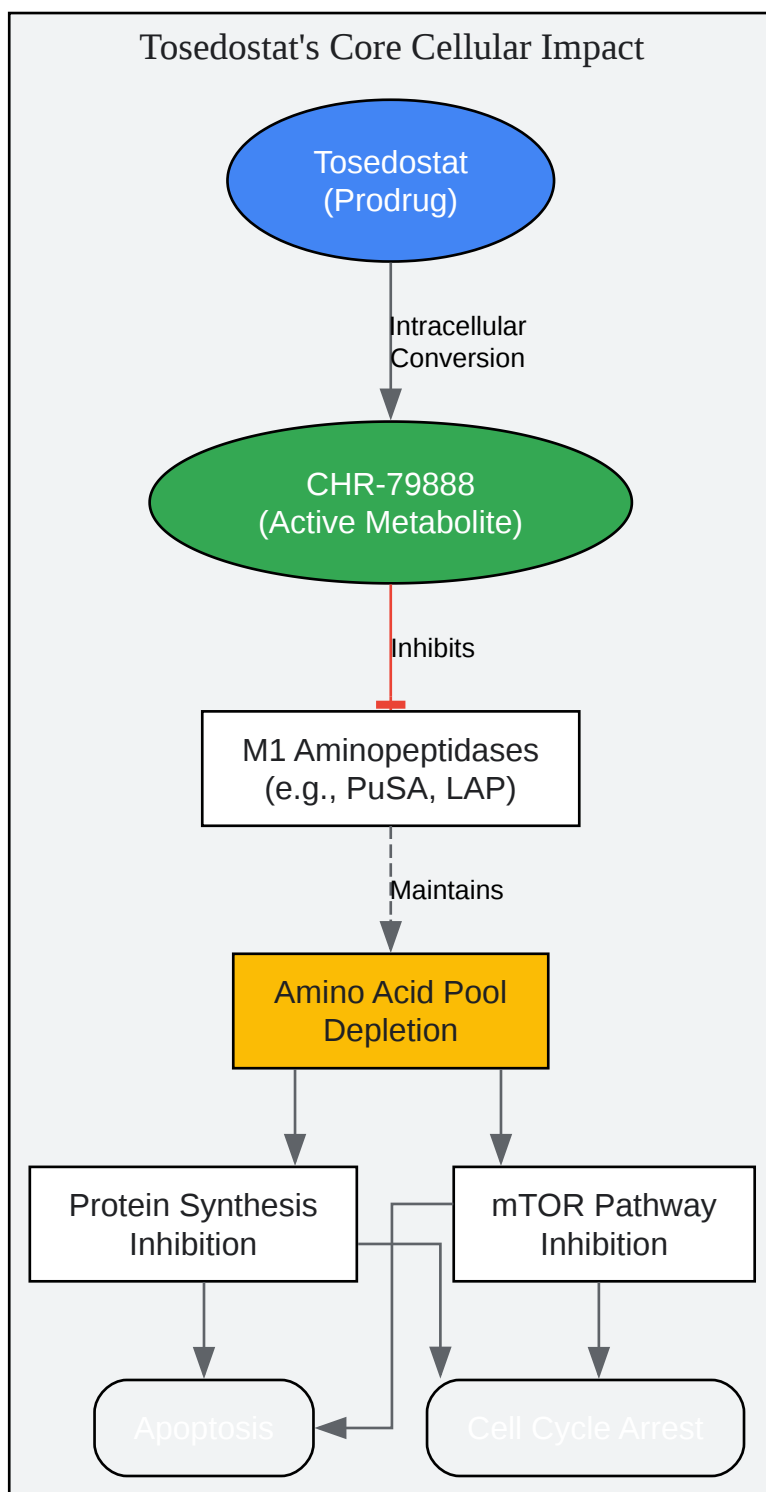 Tosedostat's Core Cellular Impact
Tosedostat
(Prodrug)
Intracellular
Conversion
CHR-79888
(Active Metabolite)
Inhibits
M1 Aminopeptidases
(e.g., PuSA, LAP)
Maintains
Amino Acid Pool
Depletion
Protein Synthesis
Inhibition
mTOR Pathway
Inhibition
Apoptosis
Cell Cycle Arrest